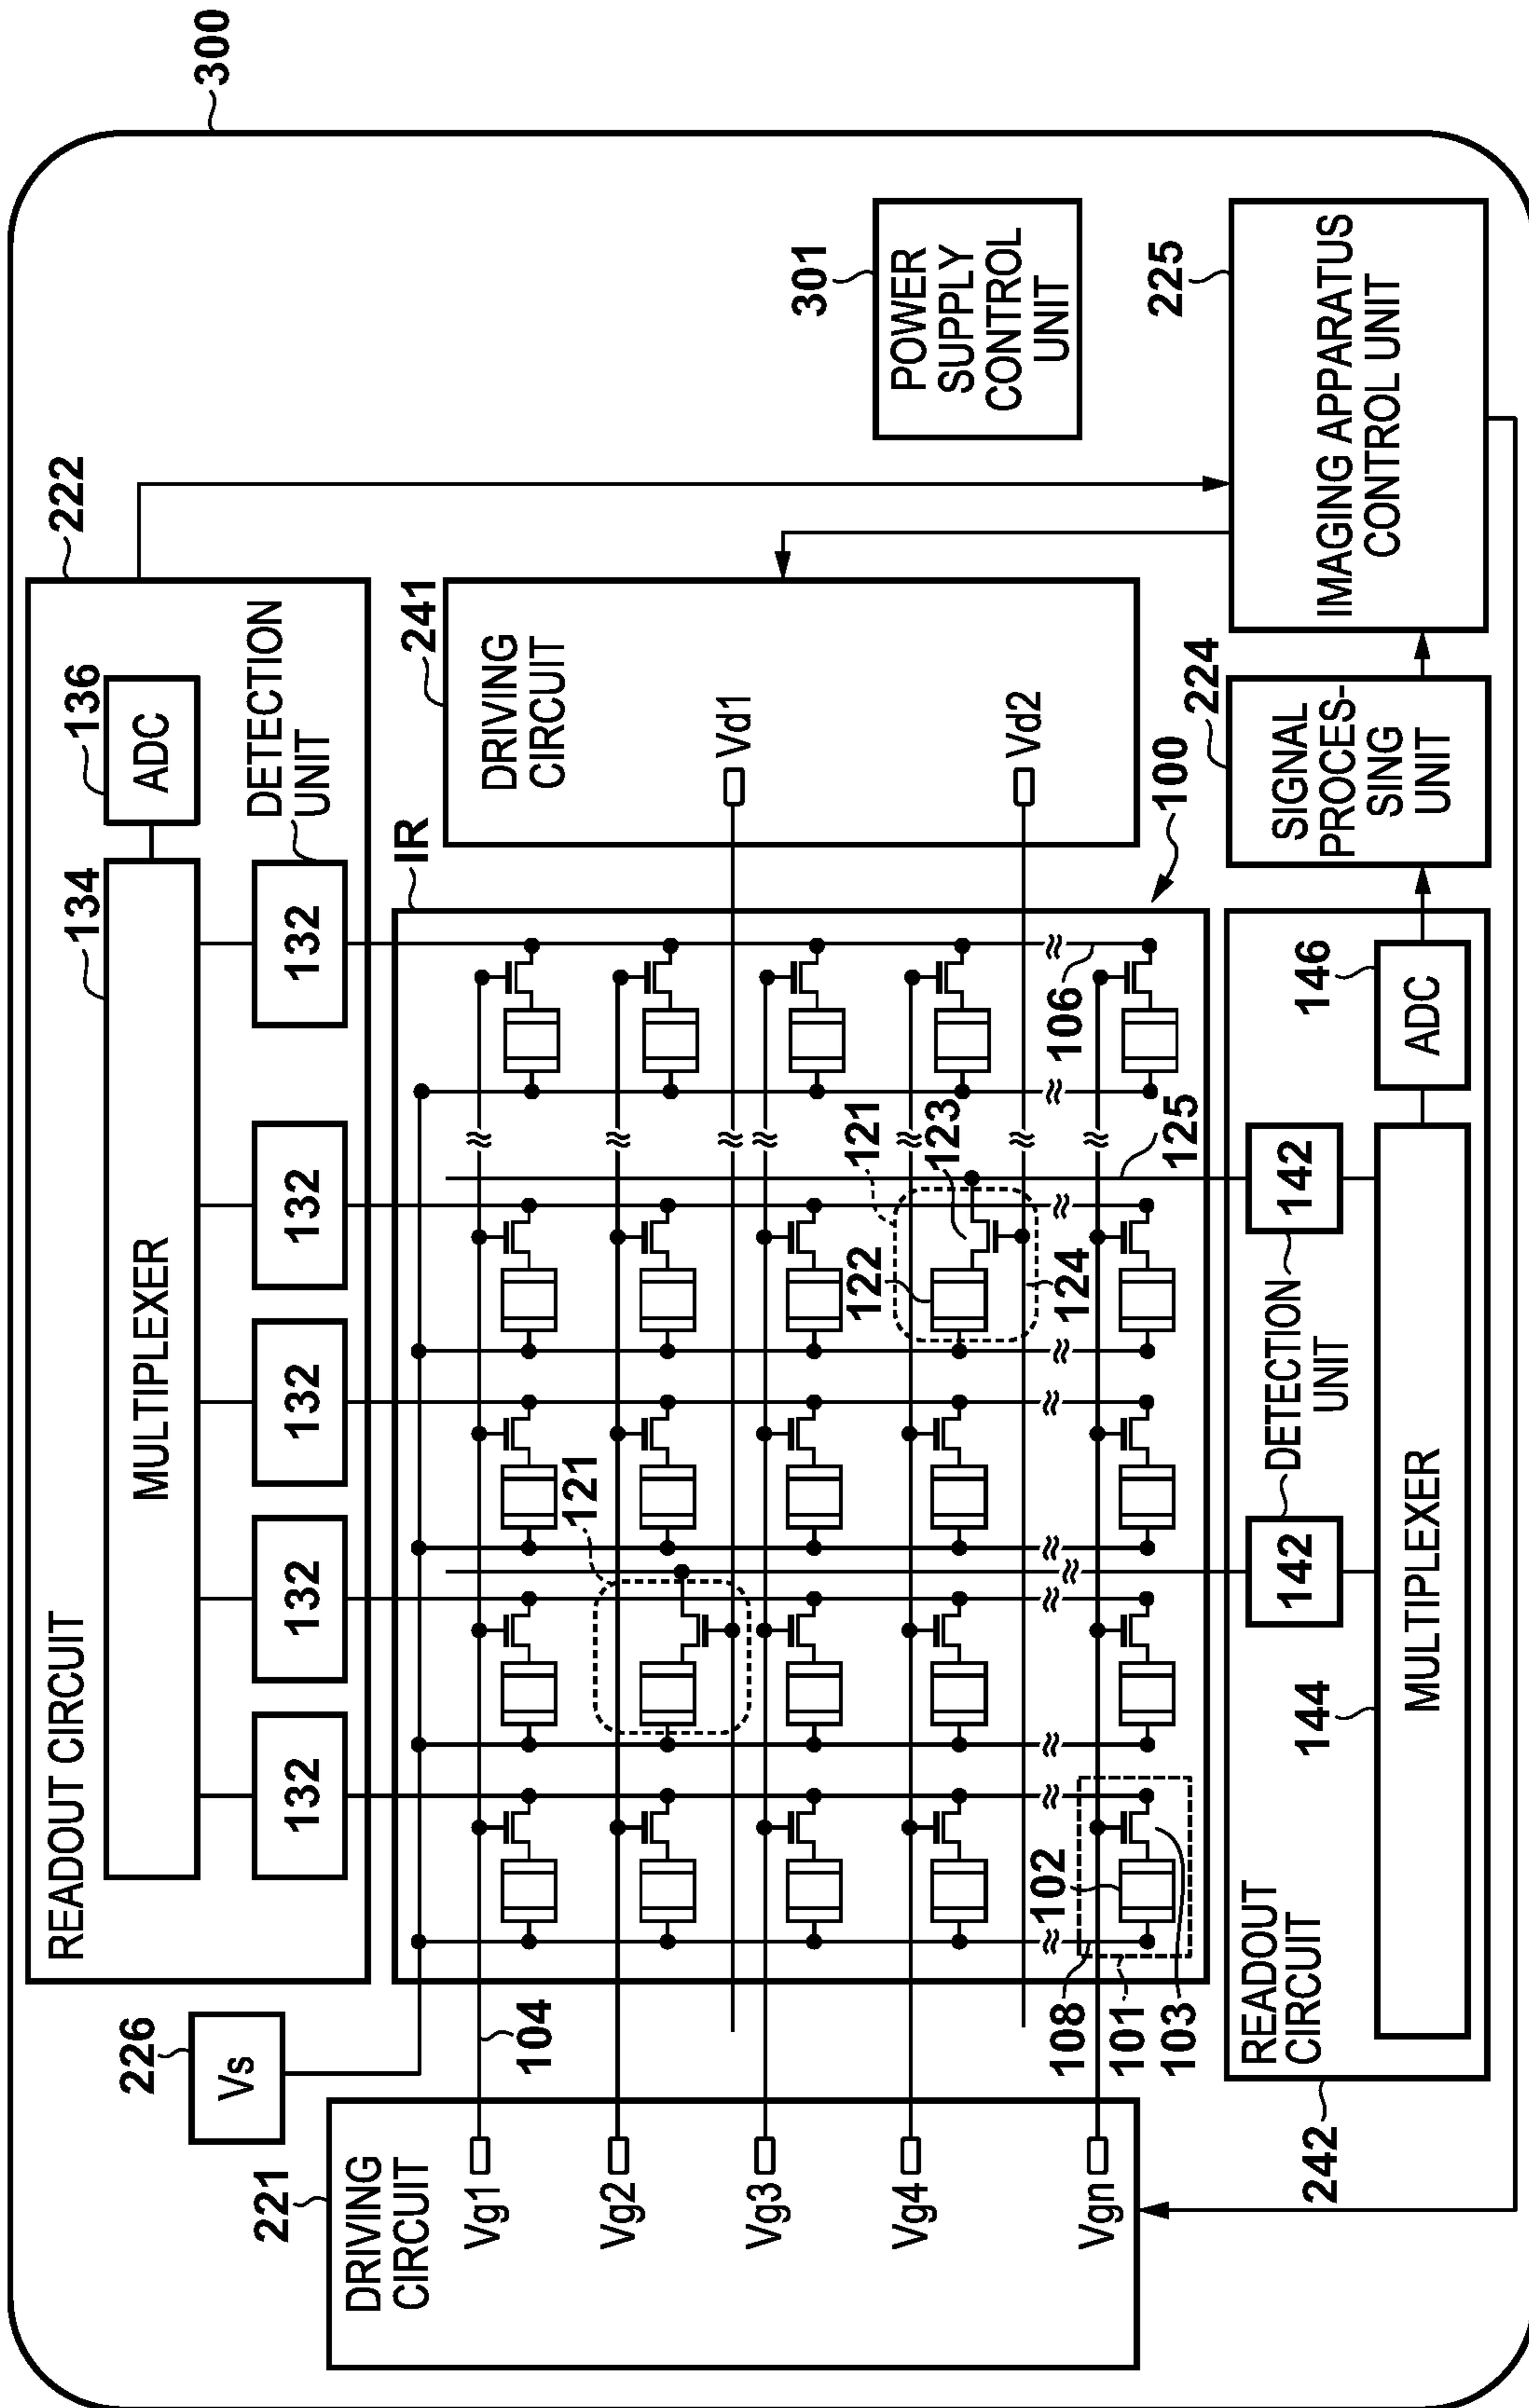 300
222
READOUT CIRCUIT
134
136
MULTIPLEXER
ADC
DETECTION
UNIT
132
132
132
132
132
226
Vs
IR
241
DRIVING
CIRCUIT
Vd1
Vd2
301
POWER
SUPPLY
CONTROL
UNIT
221
DRIVING
CIRCUIT
Vg1
Vg2
Vg3
Vg4
Vgn
104
121
121
122
123
124
102
108
101
103
106
125
100
242
READOUT
CIRCUIT
142
142
DETECTION
UNIT
144
MULTIPLEXER
146
ADC
224
SIGNAL
PROCES-
SING
UNIT
225
IMAGING APPARATUS
CONTROL UNIT